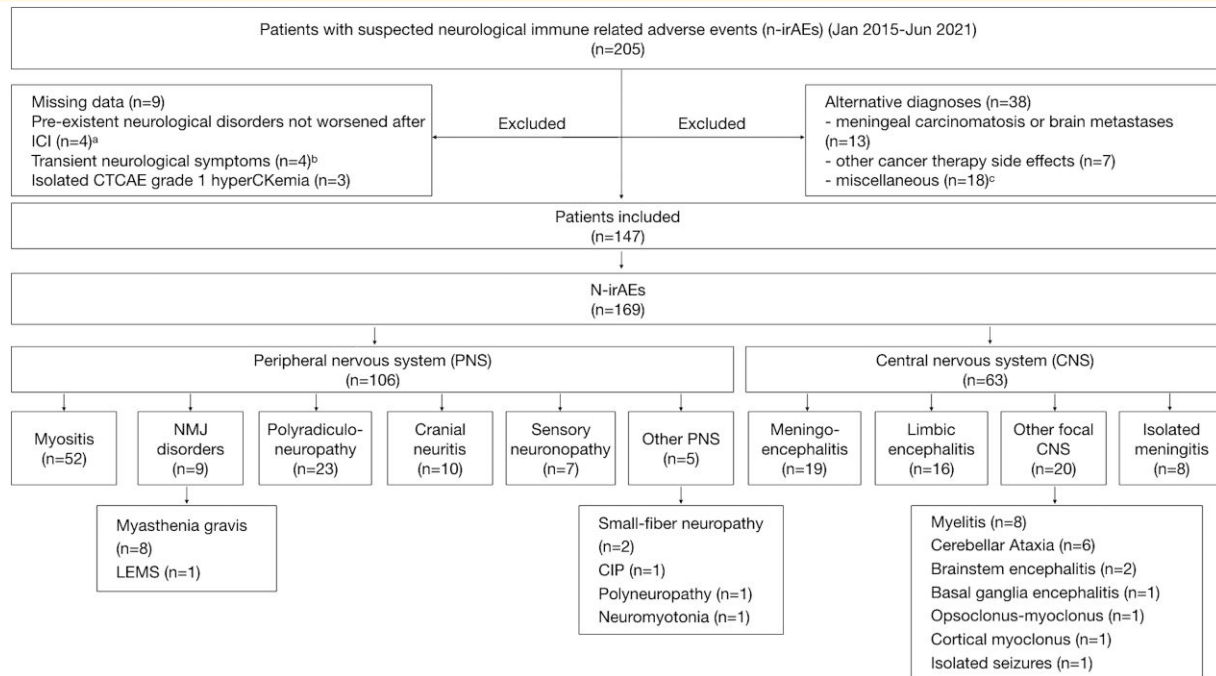 Patients with suspected neurological immune related adverse events (n-irAEs) (Jan 2015-Jun 2021)
(n=205)
Missing data (n=9)
Pre-existent neurological disorders not worsened after
ICI (n=4)ᵃ
Transient neurological symptoms (n=4)ᵇ
Isolated CTCAE grade 1 hyperCKemia (n=3)
Excluded
Excluded
Alternative diagnoses (n=38)
- meningeal carcinomatosis or brain metastases
(n=13)
- other cancer therapy side effects (n=7)
- miscellaneous (n=18)ᶜ
Patients included
(n=147)
N-irAEs
(n=169)
Peripheral nervous system (PNS)
(n=106)
Central nervous system (CNS)
(n=63)
Myositis
(n=52)
NMJ
disorders
(n=9)
Polyradiculo-
neuropathy
(n=23)
Cranial
neuritis
(n=10)
Sensory
neuronopathy
(n=7)
Other PNS
(n=5)
Meningo-
encephalitis
(n=19)
Limbic
encephalitis
(n=16)
Other focal
CNS
(n=20)
Isolated
meningitis
(n=8)
Myasthenia gravis
(n=8)
LEMS (n=1)
Small-fiber neuropathy
(n=2)
CIP (n=1)
Polyneuropathy (n=1)
Neuromyotonia (n=1)
Myelitis (n=8)
Cerebellar Ataxia (n=6)
Brainstem encephalitis (n=2)
Basal ganglia encephalitis (n=1)
Opsoclonus-myoclonus (n=1)
Cortical myoclonus (n=1)
Isolated seizures (n=1)